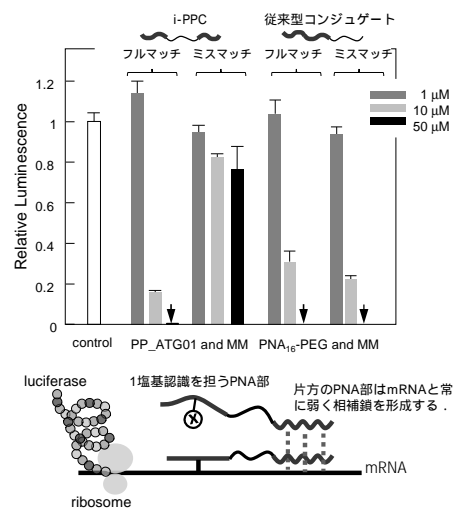 i-PPC
従来型コンジュゲート
フルマッチ ミスマッチ フルマッチ ミスマッチ
Relative Luminescence
1.2
1
0.8
0.6
0.4
0.2
0
1 μM
10 μM
50 μM
control PP_ATG01 and MM PNA16-PEG and MM
luciferase
1塩基認識を担うPNA部
片方のPNA部はmRNAと常
に弱く相補鎖を形成する．
X
mRNA
ribosome